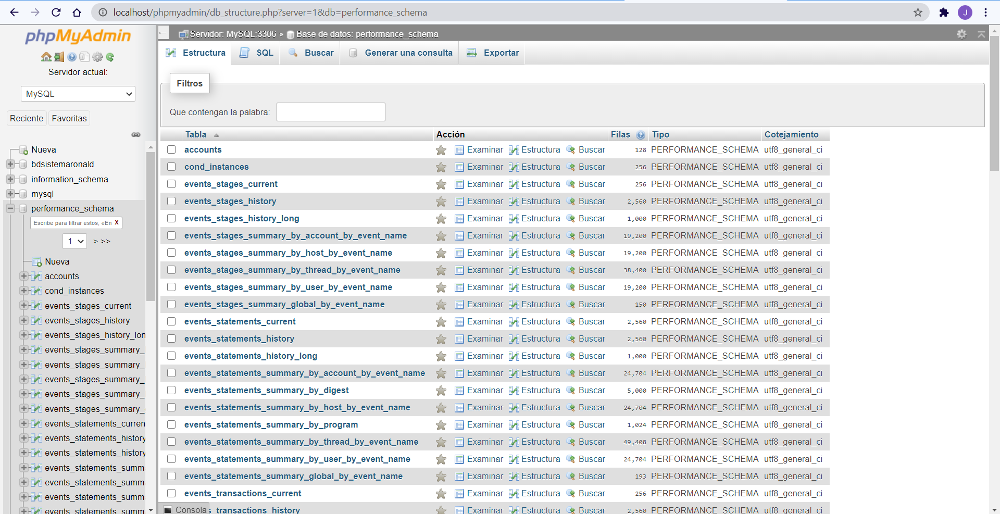 localhost/phpmyadmin/db_structure.php?server=1&db=performance_schema
J
phpMyAdmin
Servidor actual:
MySQL
Reciente Favoritas
Nueva
bdsistemaronald
information_schema
mysql
performance_schema
Escribe para filtrar estos, «En X
1 > >>
Nueva
accounts
cond_instances
events_stages_current
events_stages_history
events_stages_history_lon
events_stages_summary_
events_stages_summary_
events_stages_summary_
events_stages_summary_
events_stages_summary_
events_statements_curren
events_statements_history
events_statements_history
events_statements_summ
events_statements_summ
events_statements_summ
events_statements_summ
Servidor: MySQL:3306 » Base de datos: performance_schema
Estructura SQL Buscar Generar una consulta Exportar
Filtros
Que contengan la palabra:
Tabla Acción Filas Tipo Cotejamiento
accounts Examinar Estructura Buscar 128 PERFORMANCE_SCHEMA utf8_general_ci
cond_instances Examinar Estructura Buscar 256 PERFORMANCE_SCHEMA utf8_general_ci
events_stages_current Examinar Estructura Buscar 256 PERFORMANCE_SCHEMA utf8_general_ci
events_stages_history Examinar Estructura Buscar 2,560 PERFORMANCE_SCHEMA utf8_general_ci
events_stages_history_long Examinar Estructura Buscar 1,000 PERFORMANCE_SCHEMA utf8_general_ci
events_stages_summary_by_account_by_event_name Examinar Estructura Buscar 19,200 PERFORMANCE_SCHEMA utf8_general_ci
events_stages_summary_by_host_by_event_name Examinar Estructura Buscar 19,200 PERFORMANCE_SCHEMA utf8_general_ci
events_stages_summary_by_thread_by_event_name Examinar Estructura Buscar 38,400 PERFORMANCE_SCHEMA utf8_general_ci
events_stages_summary_by_user_by_event_name Examinar Estructura Buscar 19,200 PERFORMANCE_SCHEMA utf8_general_ci
events_stages_summary_global_by_event_name Examinar Estructura Buscar 150 PERFORMANCE_SCHEMA utf8_general_ci
events_statements_current Examinar Estructura Buscar 2,560 PERFORMANCE_SCHEMA utf8_general_ci
events_statements_history Examinar Estructura Buscar 2,560 PERFORMANCE_SCHEMA utf8_general_ci
events_statements_history_long Examinar Estructura Buscar 1,000 PERFORMANCE_SCHEMA utf8_general_ci
events_statements_summary_by_account_by_event_name Examinar Estructura Buscar 24,704 PERFORMANCE_SCHEMA utf8_general_ci
events_statements_summary_by_digest Examinar Estructura Buscar 5,000 PERFORMANCE_SCHEMA utf8_general_ci
events_statements_summary_by_host_by_event_name Examinar Estructura Buscar 24,704 PERFORMANCE_SCHEMA utf8_general_ci
events_statements_summary_by_program Examinar Estructura Buscar 1,024 PERFORMANCE_SCHEMA utf8_general_ci
events_statements_summary_by_thread_by_event_name Examinar Estructura Buscar 49,408 PERFORMANCE_SCHEMA utf8_general_ci
events_statements_summary_by_user_by_event_name Examinar Estructura Buscar 24,704 PERFORMANCE_SCHEMA utf8_general_ci
events_statements_summary_global_by_event_name Examinar Estructura Buscar 193 PERFORMANCE_SCHEMA utf8_general_ci
events_transactions_current Examinar Estructura Buscar 256 PERFORMANCE_SCHEMA utf8_general_ci
Consola s_transactions_history Examinar Estructura Buscar 2,560 PERFORMANCE_SCHEMA utf8_general_ci